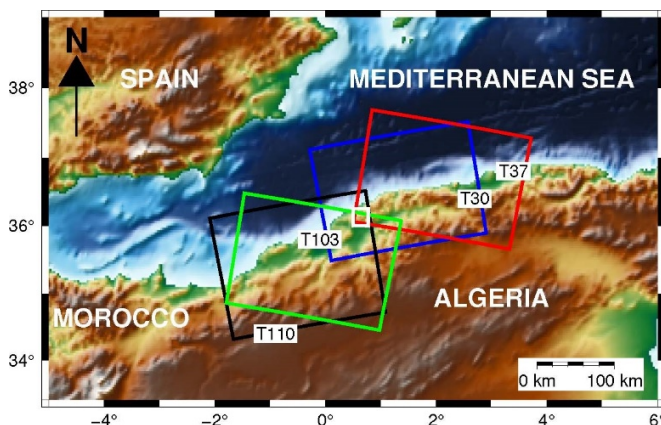 N
SPAIN
MEDITERRANEAN SEA
38°
T37
T30
36°
T103
ALGERIA
MOROCCO
T110
34°
0 km 100 km
−4° −2° 0° 2° 4° 6°